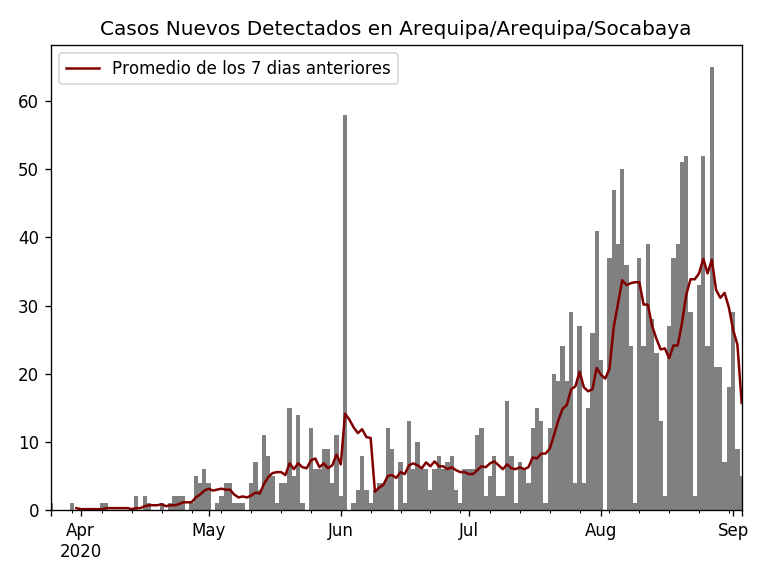 Casos Nuevos Detectados en Arequipa/Arequipa/Socabaya
Promedio de los 7 dias anteriores
60
50
40
30
20
10
0
Apr May Jun Jul Aug Sep
2020